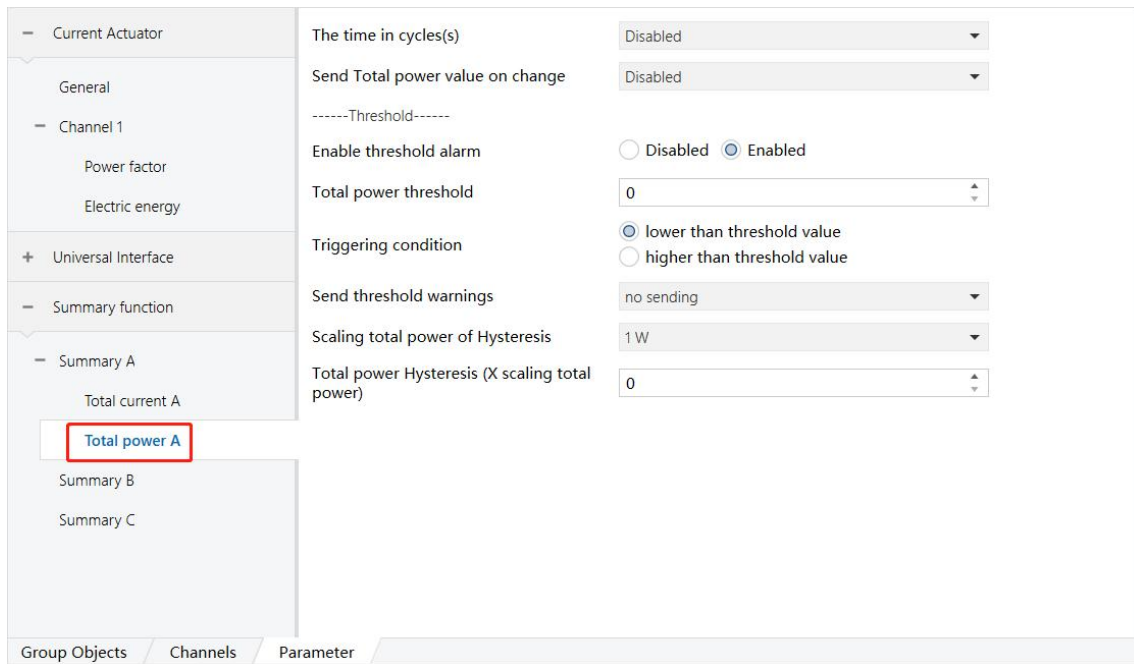 Current Actuator
General
Channel 1
Power factor
Electric energy
Universal Interface
Summary function
Summary A
Total current A
Total power A
Summary B
Summary C
The time in cycles(s)
Disabled
Send Total power value on change
Disabled
------Threshold------
Enable threshold alarm
Disabled
Enabled
Total power threshold
0
Triggering condition
lower than threshold value
higher than threshold value
Send threshold warnings
no sending
Scaling total power of Hysteresis
1 W
Total power Hysteresis (X scaling total
power)
0
Group Objects
Channels
Parameter